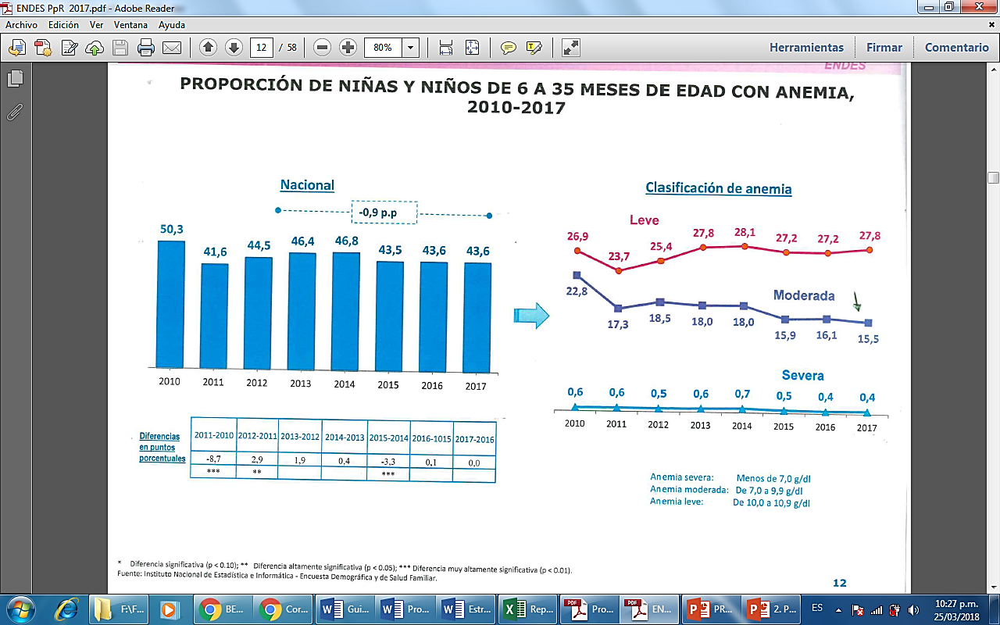 ENDES PpR 2017.pdf - Adobe Reader
Archivo Edición Ver Ventana Ayuda
12 / 58 80% Herramientas Firmar Comentario
ENDES
PROPORCIÓN DE NIÑAS Y NIÑOS DE 6 A 35 MESES DE EDAD CON ANEMIA,
2010-2017
Nacional
-0,9 p.p
50,3 41,6 44,5 46,4 46,8 43,5 43,6 43,6
2010 2011 2012 2013 2014 2015 2016 2017
Diferencias
en puntos
porcentuales
2011-2010 2012-2011 2013-2012 2014-2013 2015-2014 2016-1015 2017-2016
-8,7 2,9 1,9 0,4 -3,3 0,1 0,0
*** ** ***
Clasificación de anemia
Leve
26,9 23,7 25,4 27,8 28,1 27,2 27,2 27,8
Moderada
22,8 17,3 18,5 18,0 18,0 15,9 16,1 15,5
Severa
0,6 0,6 0,5 0,6 0,7 0,5 0,4 0,4
2010 2011 2012 2013 2014 2015 2016 2017
Anemia severa: Menos de 7,0 g/dl
Anemia moderada: De 7,0 a 9,9 g/dl
Anemia leve: De 10,0 a 10,9 g/dl
* Diferencia significativa (p < 0.10); ** Diferencia altamente significativa (p < 0.05); *** Diferencia muy altamente significativa (p < 0.01).
Fuente: Instituto Nacional de Estadística e Informática - Encuesta Demográfica y de Salud Familiar.
12
F:\F... BE... Cor... Gui... Pro... Estr... Rep... Pro... EN... PR... 2. P... ES 10:27 p.m.
25/03/2018